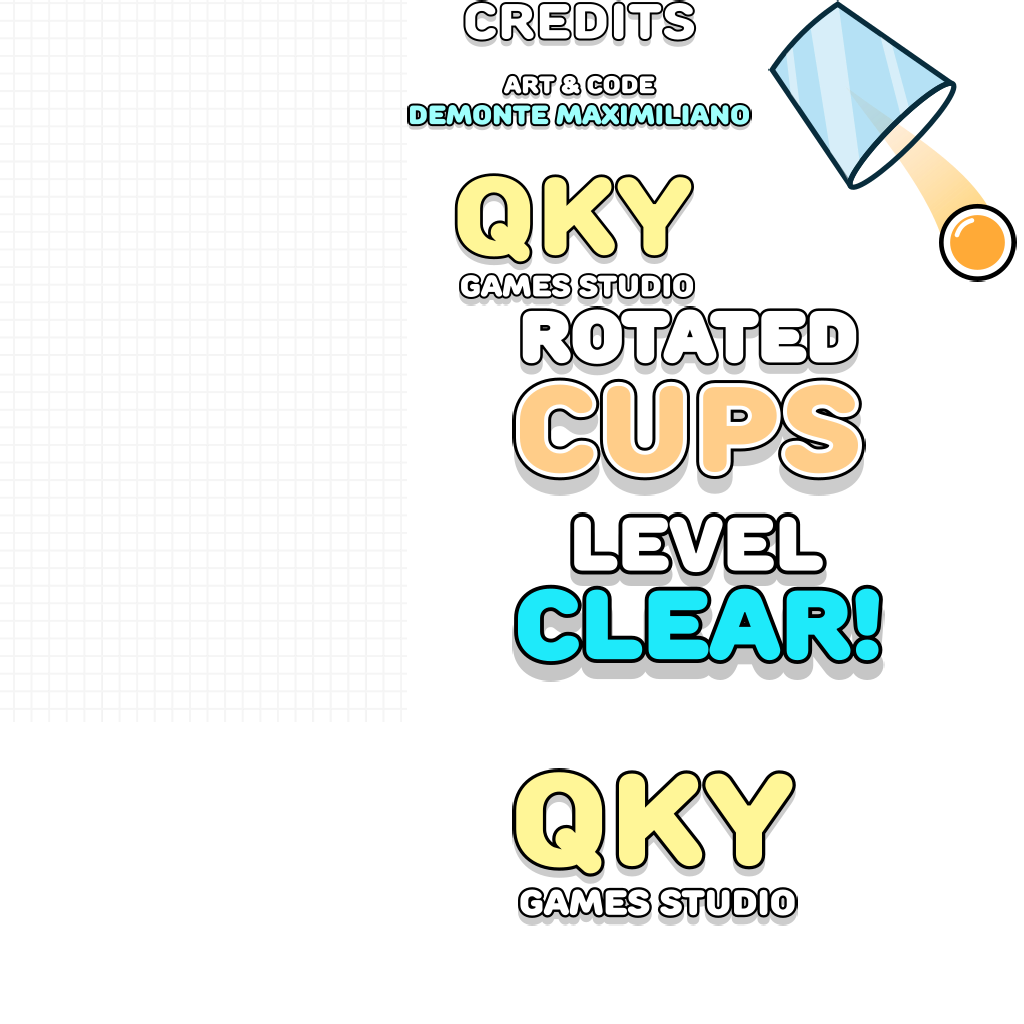 CREDITS
ART & CODE
DEMONTE MAXIMILIANO
QKY
GAMES STUDIO
ROTATED
CUPS
LEVEL
CLEAR!
QKY
GAMES STUDIO